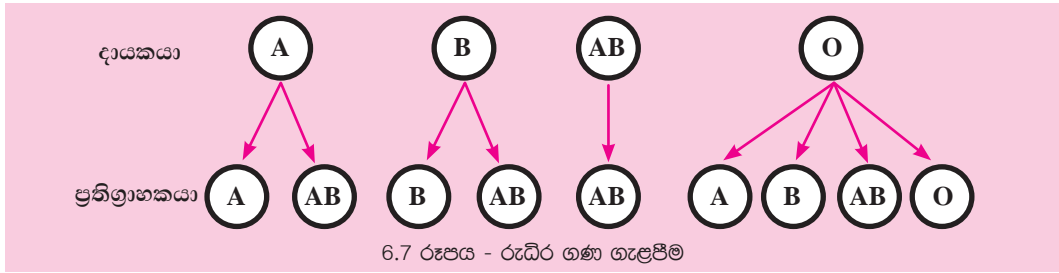 දායකයා A B AB O
ප්‍රතිග්‍රාහකයා A AB B AB AB A B AB O
6.7 රූපය - රුධිර ගණ ගැළපීම